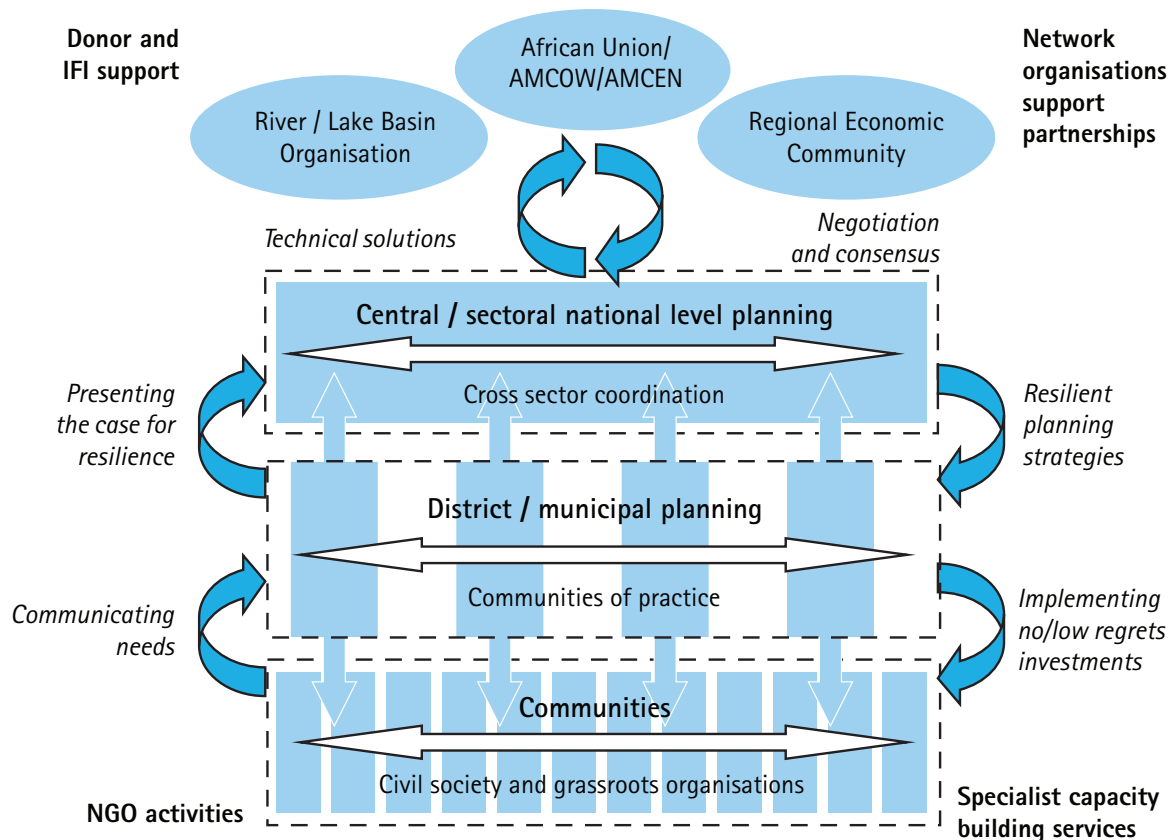 Donor and
IFI support
African Union/
AMCOW/AMCEN
Network
organisations
support
partnerships
River / Lake Basin
Organisation
Regional Economic
Community
Technical solutions
Negotiation
and consensus
Central / sectoral national level planning
Cross sector coordination
Presenting
the case for
resilience
Resilient
planning
strategies
District / municipal planning
Communities of practice
Communicating
needs
Implementing
no/low regrets
investments
Communities
Civil society and grassroots organisations
NGO activities
Specialist capacity
building services